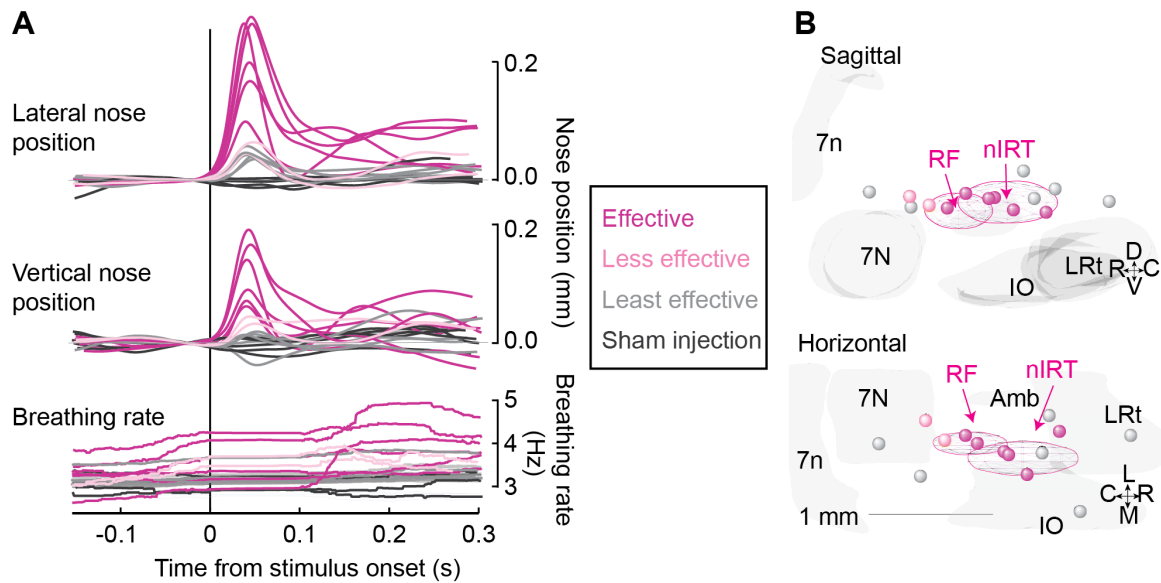 A
Lateral nose
position
0.2
0.0
Vertical nose
position
0.2
0.0
Nose position (mm)
Breathing rate
5
4
3
Breathing rate
(Hz)
-0.1
0
0.1
0.2
0.3
Time from stimulus onset (s)
Effective
Less effective
Least effective
Sham injection
B
Sagittal
7n
RF
nIRT
7N
LRt
IO
D
R
C
V
Horizontal
RF
nIRT
7N
Amb
LRt
7n
L
C
R
M
1 mm
IO